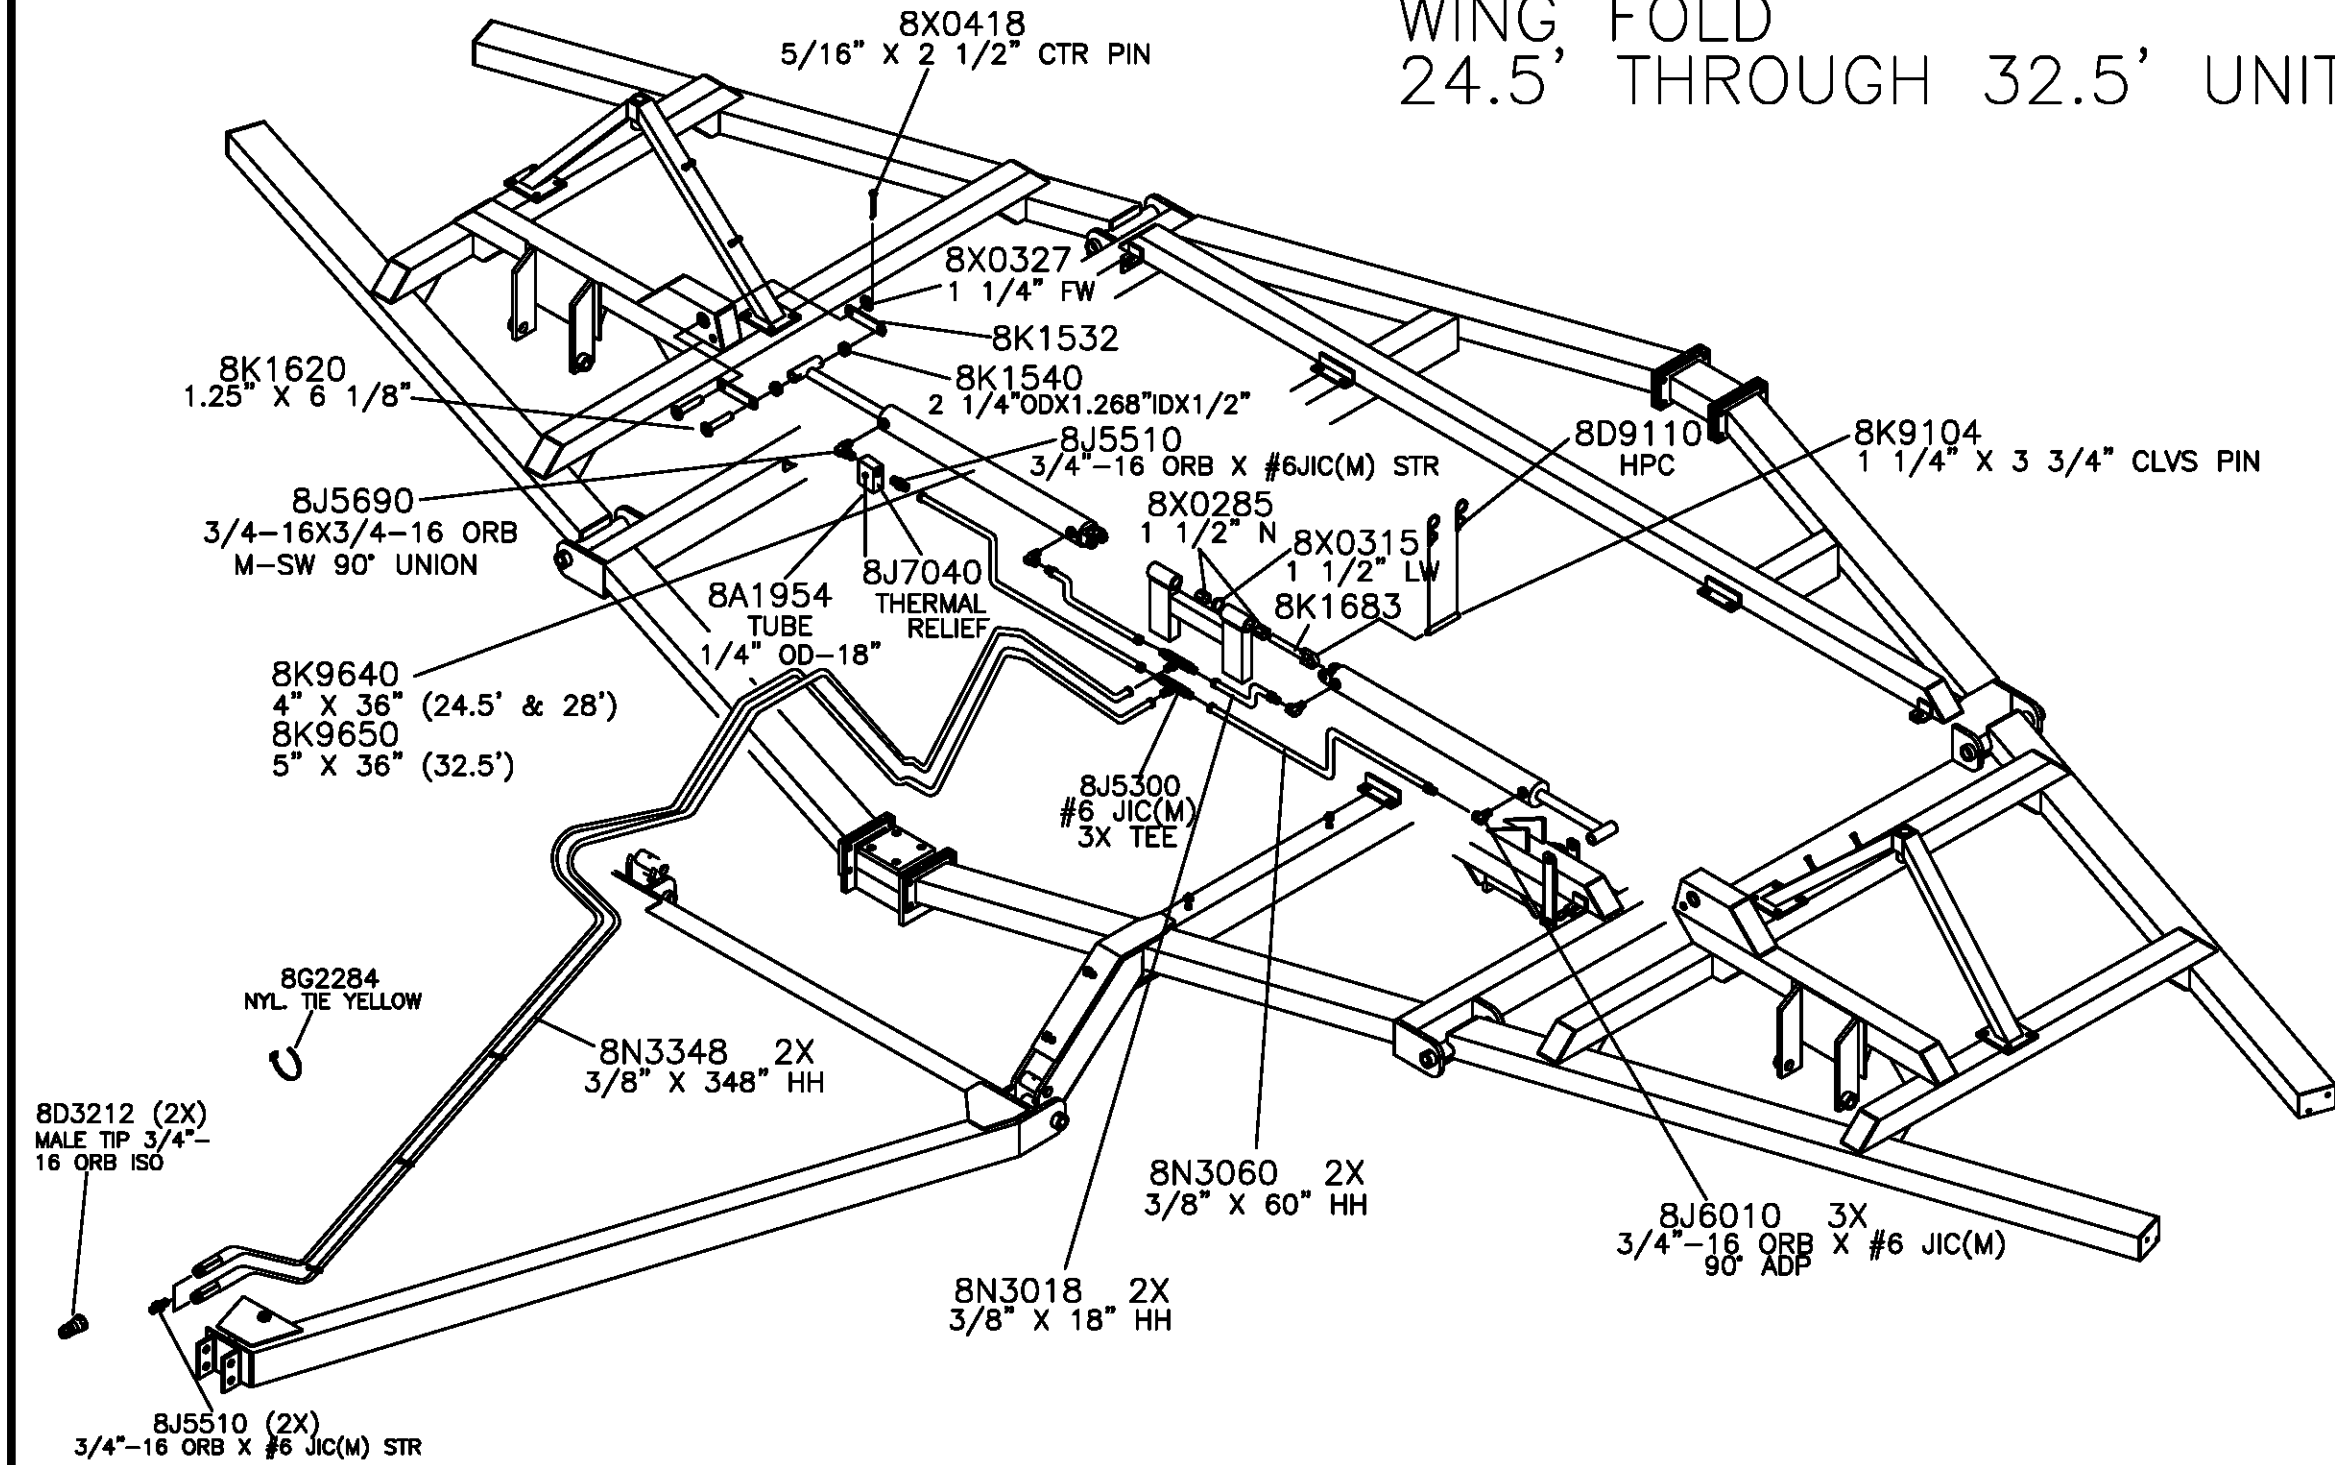 WING FOLD
24.5' THROUGH 32.5' UNIT
8X0418
5/16" X 2 1/2" CTR PIN
8X0327
1 1/4" FW
8K1532
8K1620
1.25" X 6 1/8"
8K1540
2 1/4"ODX1.268"IDX1/2"
8J5510
3/4"-16 ORB X #6JIC(M) STR
8D9110
HPC
8K9104
1 1/4" X 3 3/4" CLVS PIN
8J5690
3/4-16X3/4-16 ORB
M-SW 90° UNION
8X0285
1 1/2" N
8X0315
1 1/2" LW
8K1683
8A1954
TUBE
1/4" OD-18"
8J7040
THERMAL
RELIEF
8K9640
4" X 36" (24.5' & 28')
8K9650
5" X 36" (32.5')
8J5300
#6 JIC(M)
3X TEE
8G2284
NYL. TIE YELLOW
8N3348 2X
3/8" X 348" HH
8D3212 (2X)
MALE TIP 3/4"-
16 ORB ISO
8N3060 2X
3/8" X 60" HH
8J6010 3X
3/4"-16 ORB X #6 JIC(M)
90° ADP
8N3018 2X
3/8" X 18" HH
8J5510 (2X)
3/4"-16 ORB X #6 JIC(M) STR